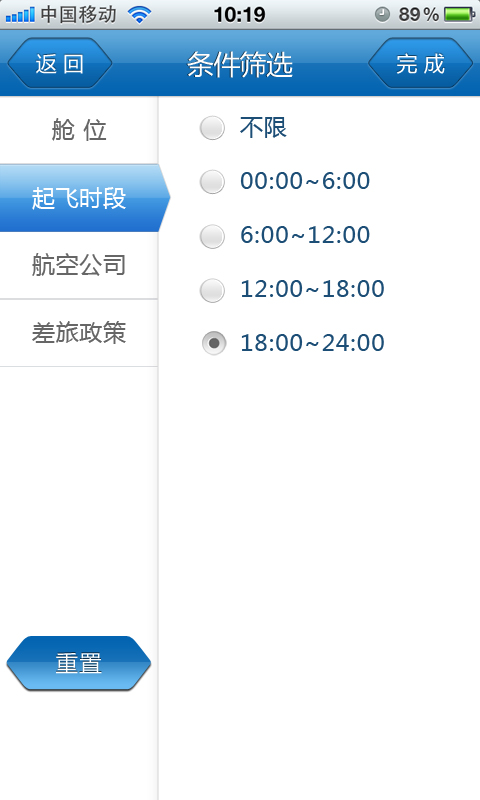 中国移动 10:19 89%
返回 条件筛选 完成
舱位
起飞时段
航空公司
差旅政策
重置
不限
00:00~6:00
6:00~12:00
12:00~18:00
18:00~24:00